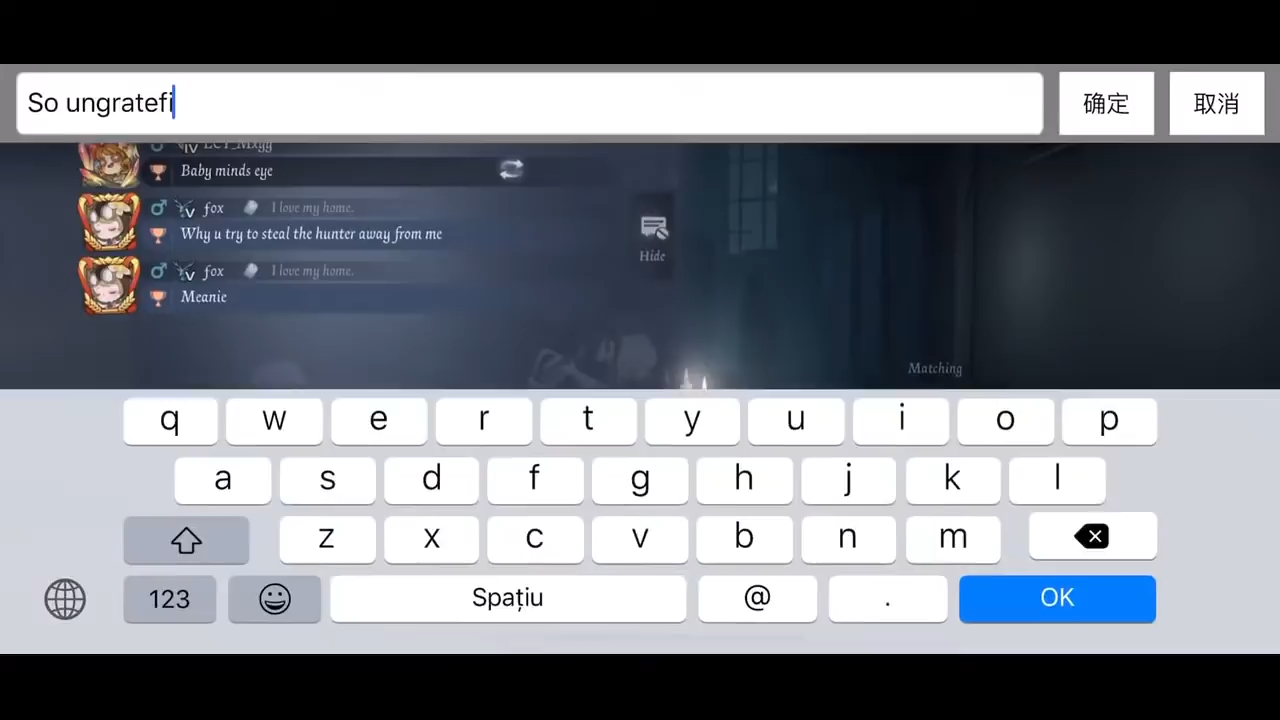 So ungratefi
确定
取消
LCY_Mxyy
Baby minds eye
fox I love my home.
Why u try to steal the hunter away from me
Hide
fox I love my home.
Meanie
Matching
q w e r t y u i o p
a s d f g h j k l
z x c v b n m
123 Spațiu @ . OK